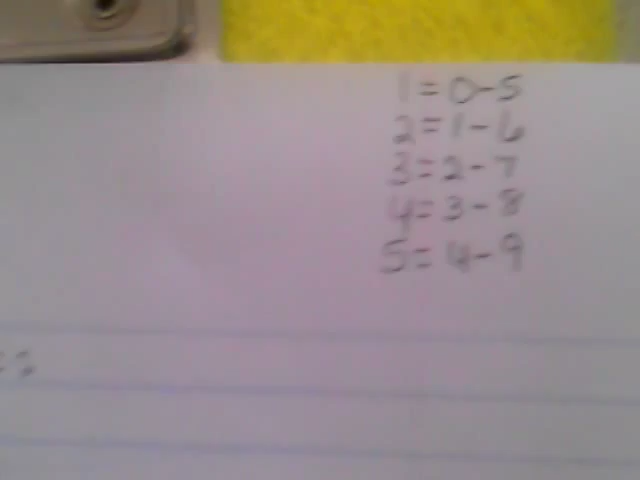 1 = 0 - 5
2 = 1 - 6
3 = 2 - 7
4 = 3 - 8
5 = 4 - 9